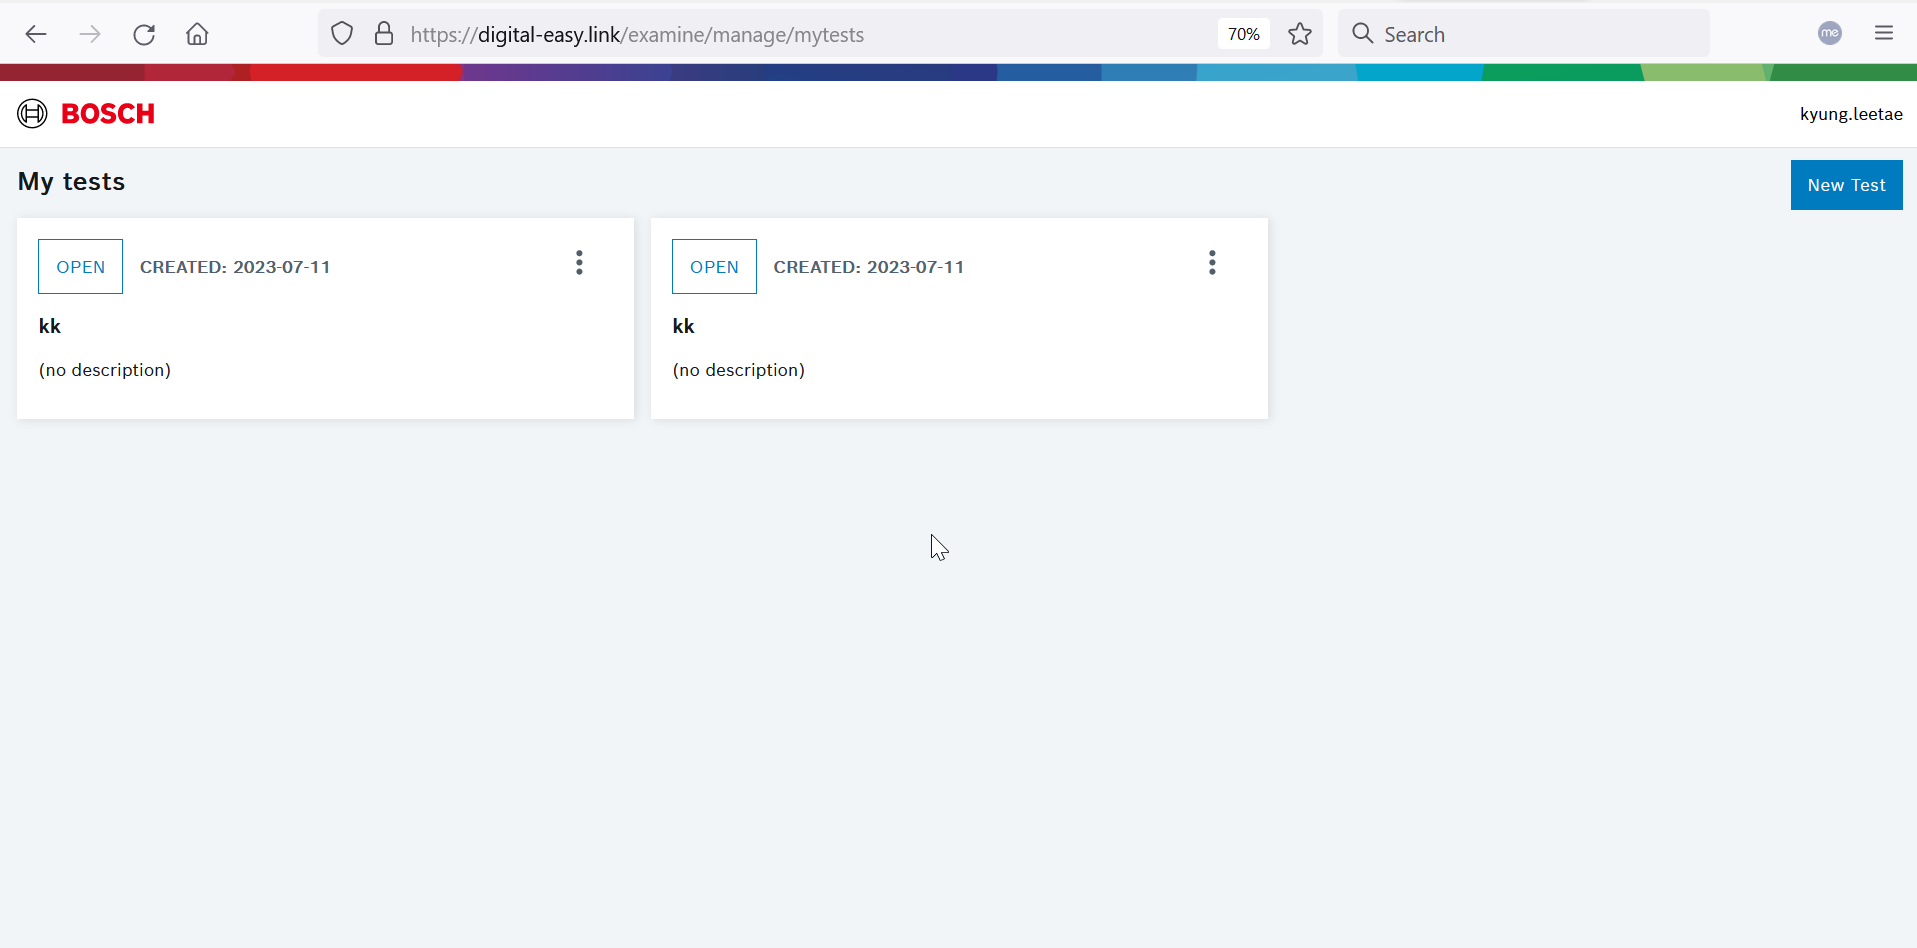 https://digital-easy.link/examine/manage/mytests
70%
Search
me
BOSCH
kyung.leetae
My tests
New Test
OPEN
CREATED: 2023-07-11
kk
(no description)
OPEN
CREATED: 2023-07-11
kk
(no description)